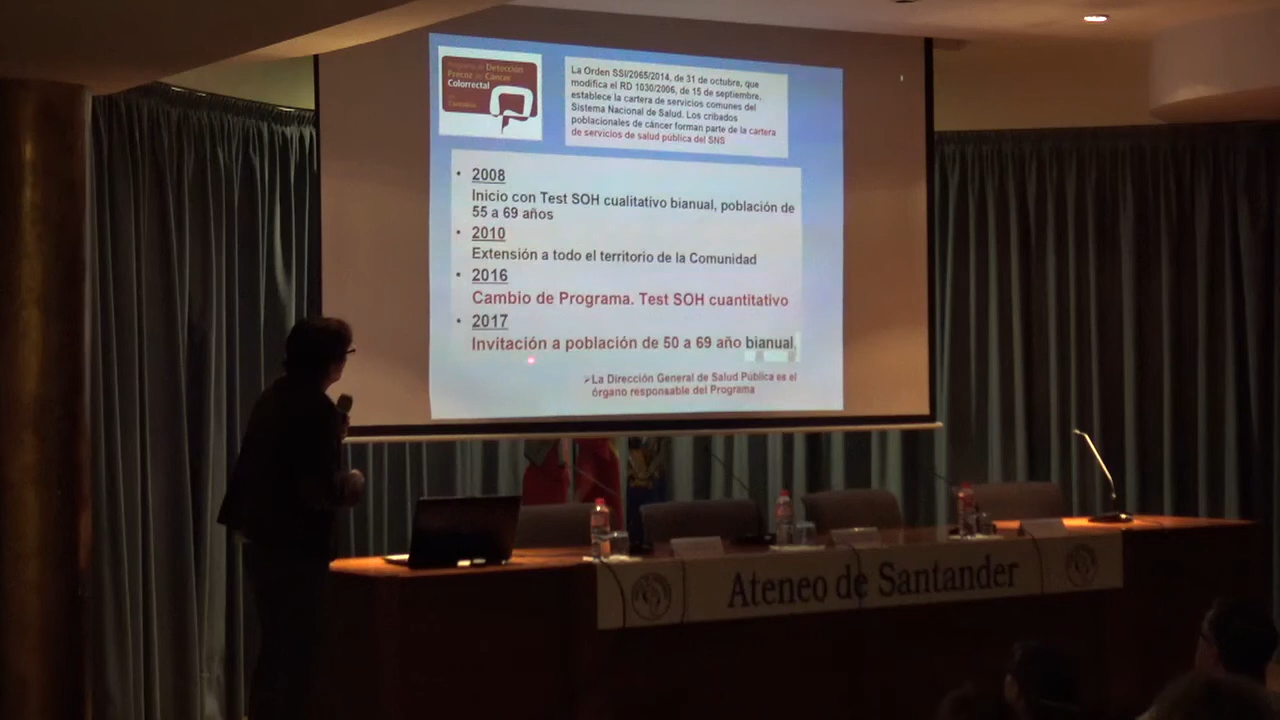 Programa de Detección
Precoz de Cáncer
Colorrectal
en
Cantabria
La Orden SSI/2065/2014, de 31 de octubre, que
modifica el RD 1030/2006, de 15 de septiembre,
establece la cartera de servicios comunes del
Sistema Nacional de Salud. Los cribados
poblacionales de cáncer forman parte de la cartera
de servicios de salud pública del SNS
• 2008
Inicio con Test SOH cualitativo bianual, población de
55 a 69 años
• 2010
Extensión a todo el territorio de la Comunidad
• 2016
Cambio de Programa. Test SOH cuantitativo
• 2017
Invitación a población de 50 a 69 año bianual.
➢La Dirección General de Salud Pública es el
órgano responsable del Programa
Ateneo de Santander